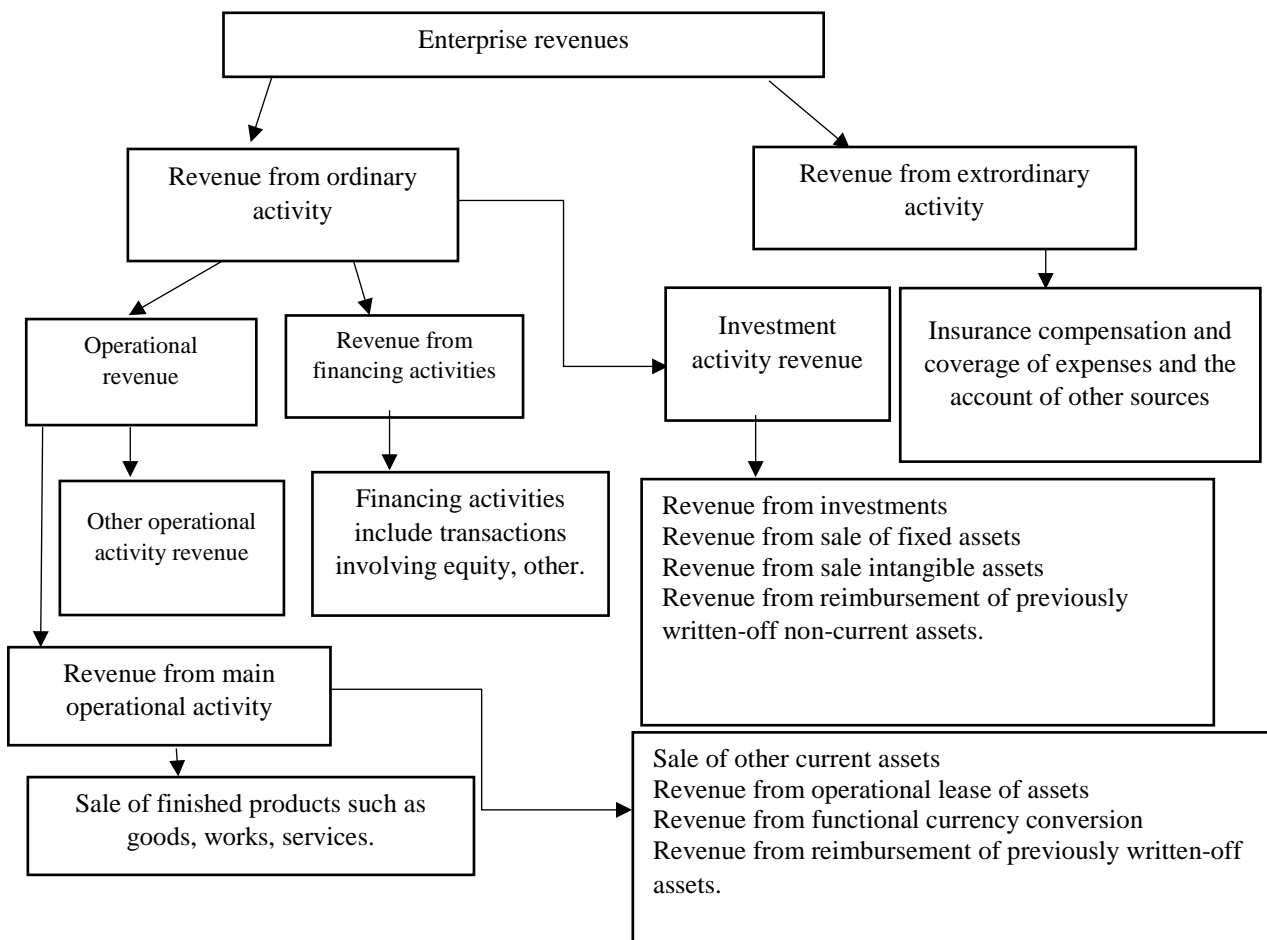 Enterprise revenues
Revenue from ordinary
activity
Revenue from extrordinary
activity
Operational
revenue
Revenue from
financing activities
Investment
activity revenue
Insurance compensation and
coverage of expenses and the
account of other sources
Other operational
activity revenue
Financing activities
include transactions
involving equity, other.
Revenue from investments
Revenue from sale of fixed assets
Revenue from sale intangible assets
Revenue from reimbursement of previously
written-off non-current assets.
Revenue from main
operational activity
Sale of finished products such as
goods, works, services.
Sale of other current assets
Revenue from operational lease of assets
Revenue from functional currency conversion
Revenue from reimbursement of previously written-off
assets.